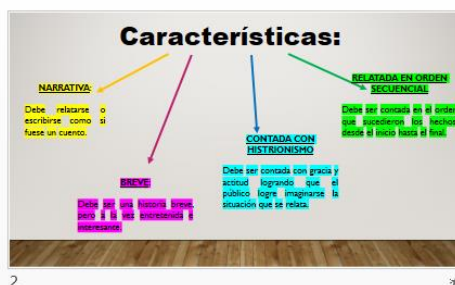 Características:
NARRATIVA:
Debe relatarse o
escribirse como si
fuese un cuento.
BREVE:
Debe ser una historia breve,
pero a la vez entretenida e
interesante.
CONTADA CON
HISTRIONISMO
Debe ser contada con gracia y
actitud logrando que el
publico logre imaginarse la
situación que se relata.
RELATADA EN ORDEN
SECUENCIAL
Debe ser contada en el orden
que sucedieron los hechos
desde el inicio hasta el final.
2